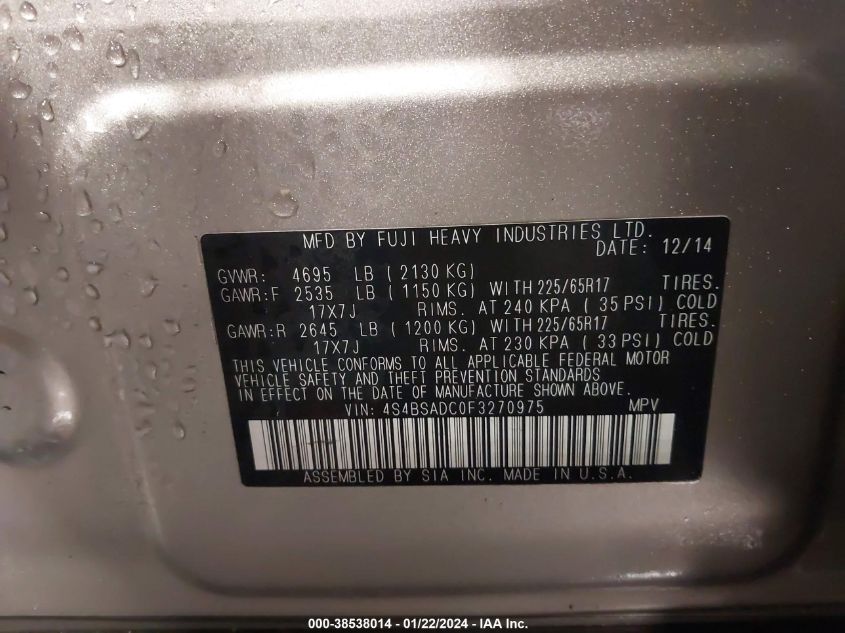 MFD BY FUJI HEAVY INDUSTRIES LTD.
DATE: 12/14
GVWR: 4695 LB ( 2130 KG)
GAWR:F 2535 LB ( 1150 KG) WITH 225/65R17 TIRES.
17X7J RIMS. AT 240 KPA ( 35 PSI) COLD
GAWR:R 2645 LB ( 1200 KG) WITH 225/65R17 TIRES.
17X7J RIMS. AT 230 KPA ( 33 PSI) COLD
THIS VEHICLE CONFORMS TO ALL APPLICABLE FEDERAL MOTOR
VEHICLE SAFETY AND THEFT PREVENTION STANDARDS
IN EFFECT ON THE DATE OF MANUFACTURE SHOWN ABOVE.
VIN: 4S4BSADC0F3270975 MPV
ASSEMBLED BY SIA INC. MADE IN U.S.A.
000-38538014 - 01/22/2024 - IAA Inc.